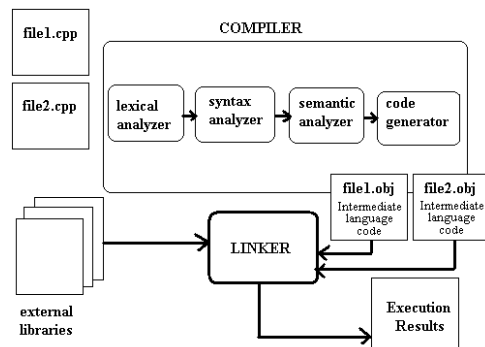 file1.cpp
COMPILER
file2.cpp
lexical
analyzer
syntax
analyzer
semantic
analyzer
code
generator
file1.obj
Intermediate
language
code
file2.obj
Intermediate
language
code
LINKER
external
libraries
Execution
Results